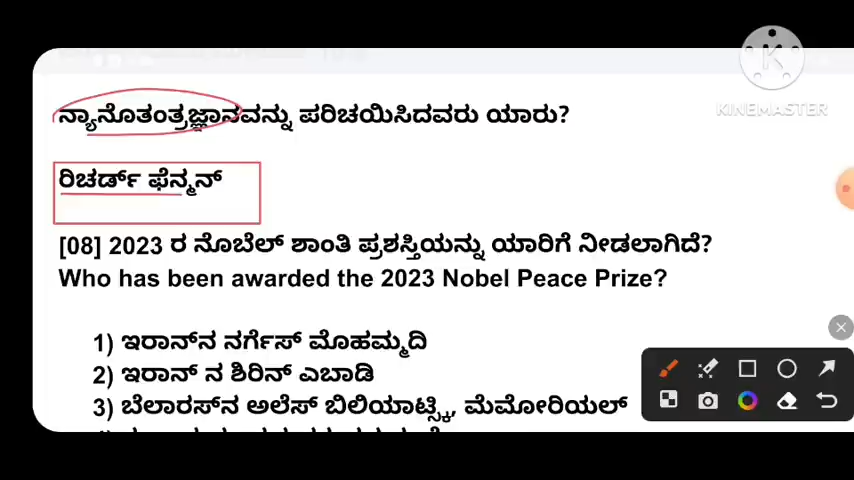 K
KINEMASTER
ನ್ಯಾನೊತಂತ್ರಜ್ಞಾನವನ್ನು ಪರಿಚಯಿಸಿದವರು ಯಾರು?
ರಿಚರ್ಡ್ ಫೆನ್ಮನ್
[08] 2023 ರ ನೊಬೆಲ್ ಶಾಂತಿ ಪ್ರಶಸ್ತಿಯನ್ನು ಯಾರಿಗೆ ನೀಡಲಾಗಿದೆ?
Who has been awarded the 2023 Nobel Peace Prize?
1) ಇರಾನ್‌ನ ನರ್ಗೆಸ್ ಮೊಹಮ್ಮದಿ
2) ಇರಾನ್ ನ ಶಿರಿನ್ ಎಬಾಡಿ
3) ಬೆಲಾರಸ್‌ನ ಅಲೆಸ್ ಬಿಲಿಯಾಟ್ಸ್ಕಿ, ಮೆಮೋರಿಯಲ್